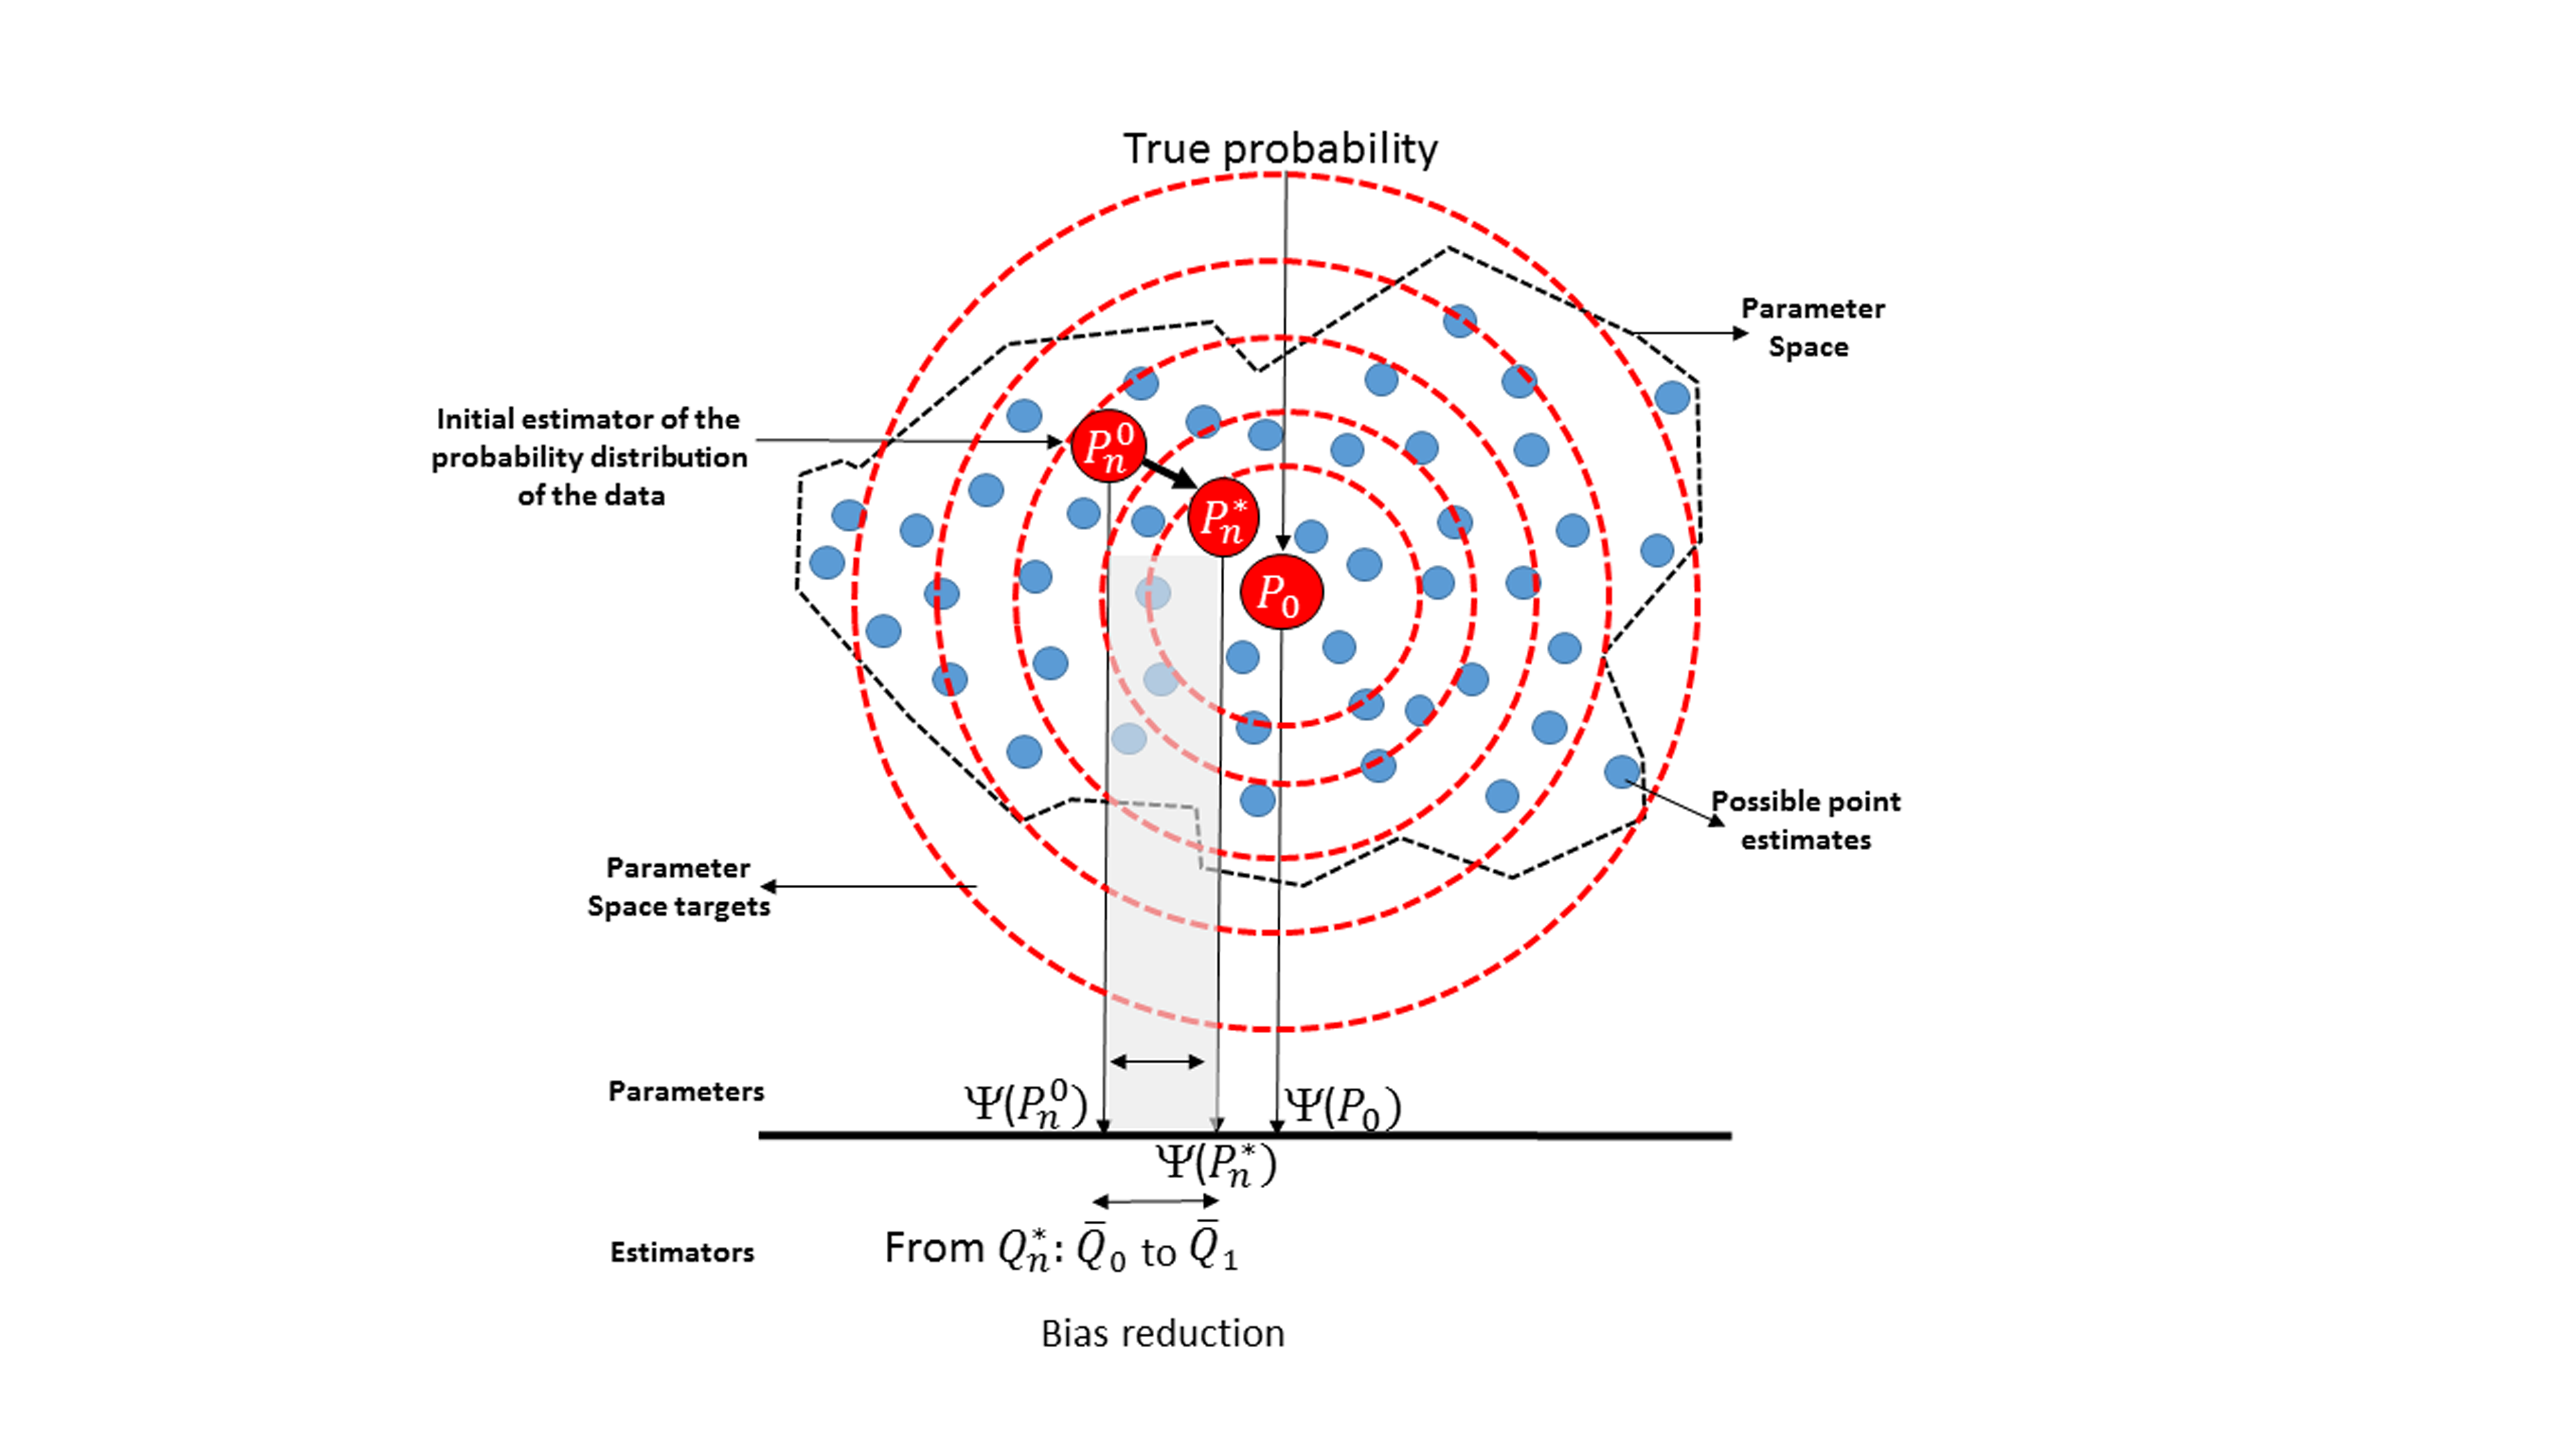 True probability
Parameter
Space
Initial estimator of the
probability distribution
of the data
P_n^0
P_n^*
P_0
Possible point
estimates
Parameter
Space targets
Parameters
Ψ(P_n^0)
Ψ(P_0)
Ψ(P_n^*)
Estimators
From Q_n^*: Q̄_0 to Q̄_1
Bias reduction